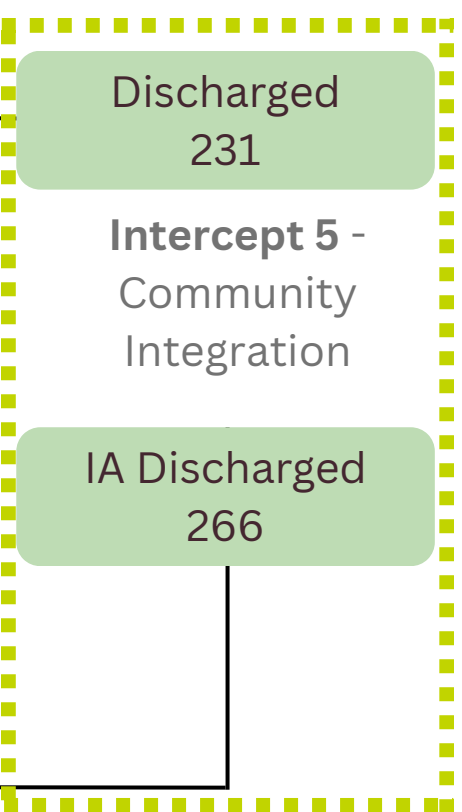 Discharged
231
Intercept 5 -
Community
Integration
IA Discharged
266